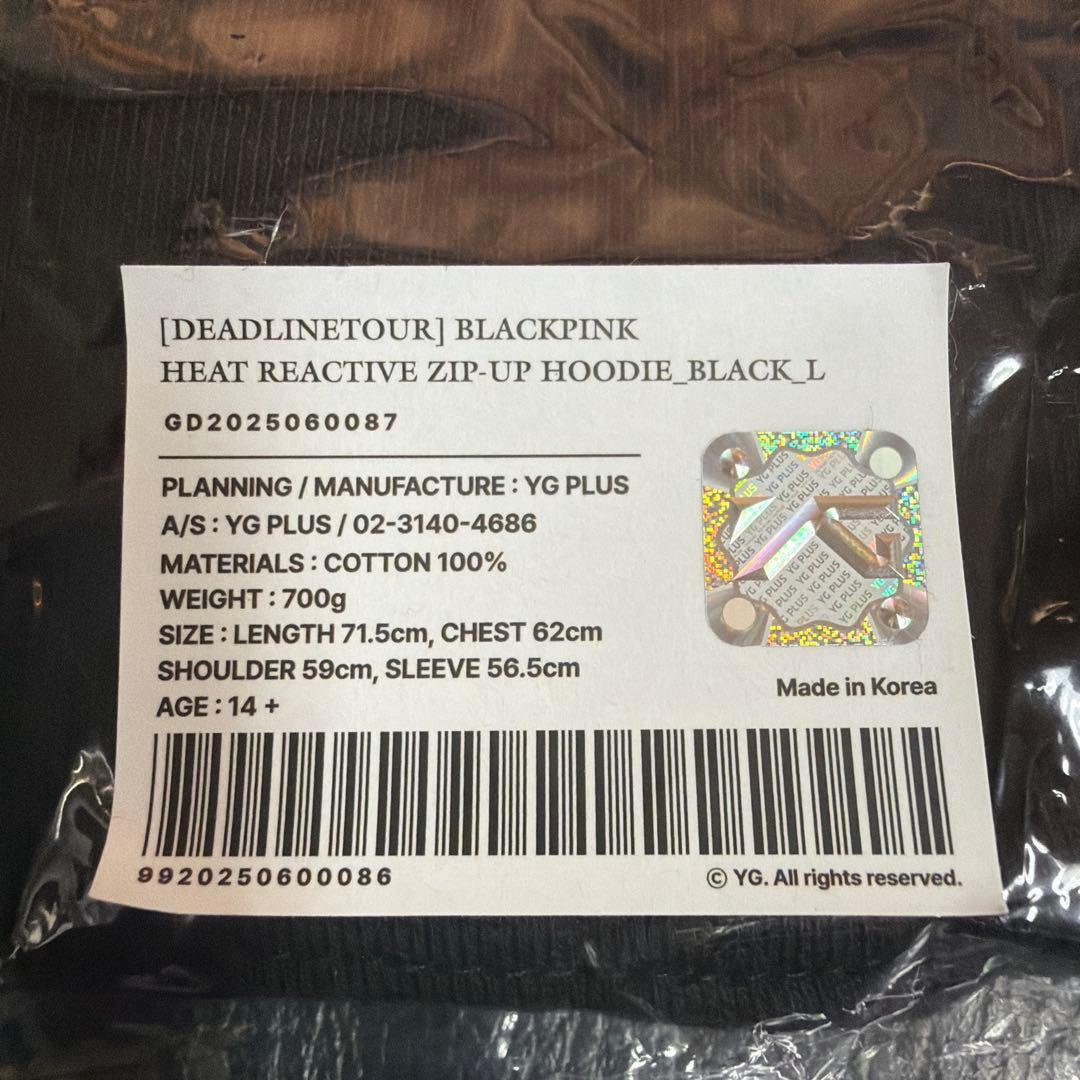 [DEADLINETOUR] BLACKPINK
HEAT REACTIVE ZIP-UP HOODIE_BLACK_L
GD2025060087
PLANNING / MANUFACTURE : YG PLUS
A/S : YG PLUS / 02-3140-4686
MATERIALS : COTTON 100%
WEIGHT : 700g
SIZE : LENGTH 71.5cm, CHEST 62cm
SHOULDER 59cm, SLEEVE 56.5cm
AGE : 14 +
YG PLUS
Made in Korea
9920250600086
© YG. All rights reserved.